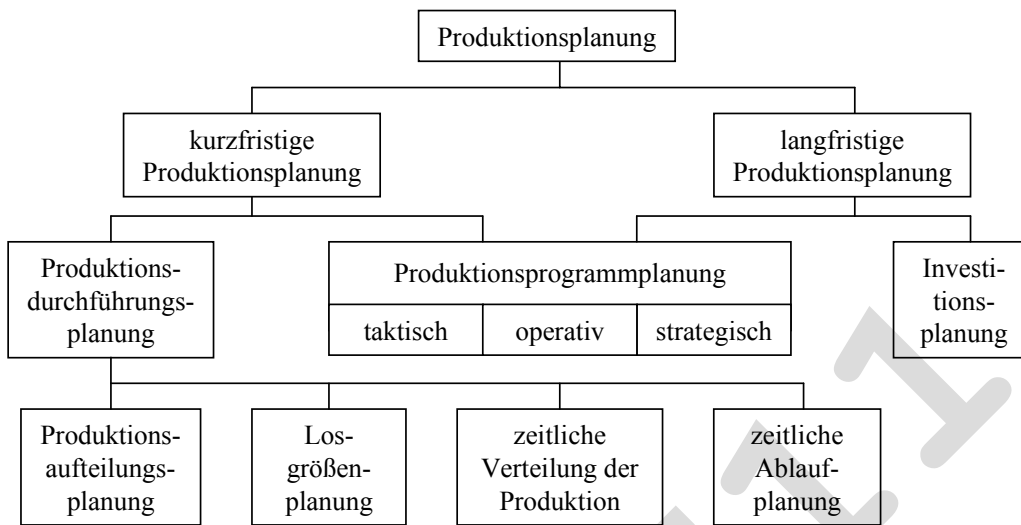 Produktionsplanung
kurzfristige
Produktionsplanung
langfristige
Produktionsplanung
Produktions-
durchführungs-
planung
Produktionsprogrammplanung
taktisch
operativ
strategisch
Investi-
tions-
planung
Produktions-
aufteilungs-
planung
Los-
größen-
planung
zeitliche
Verteilung der
Produktion
zeitliche
Ablauf-
planung